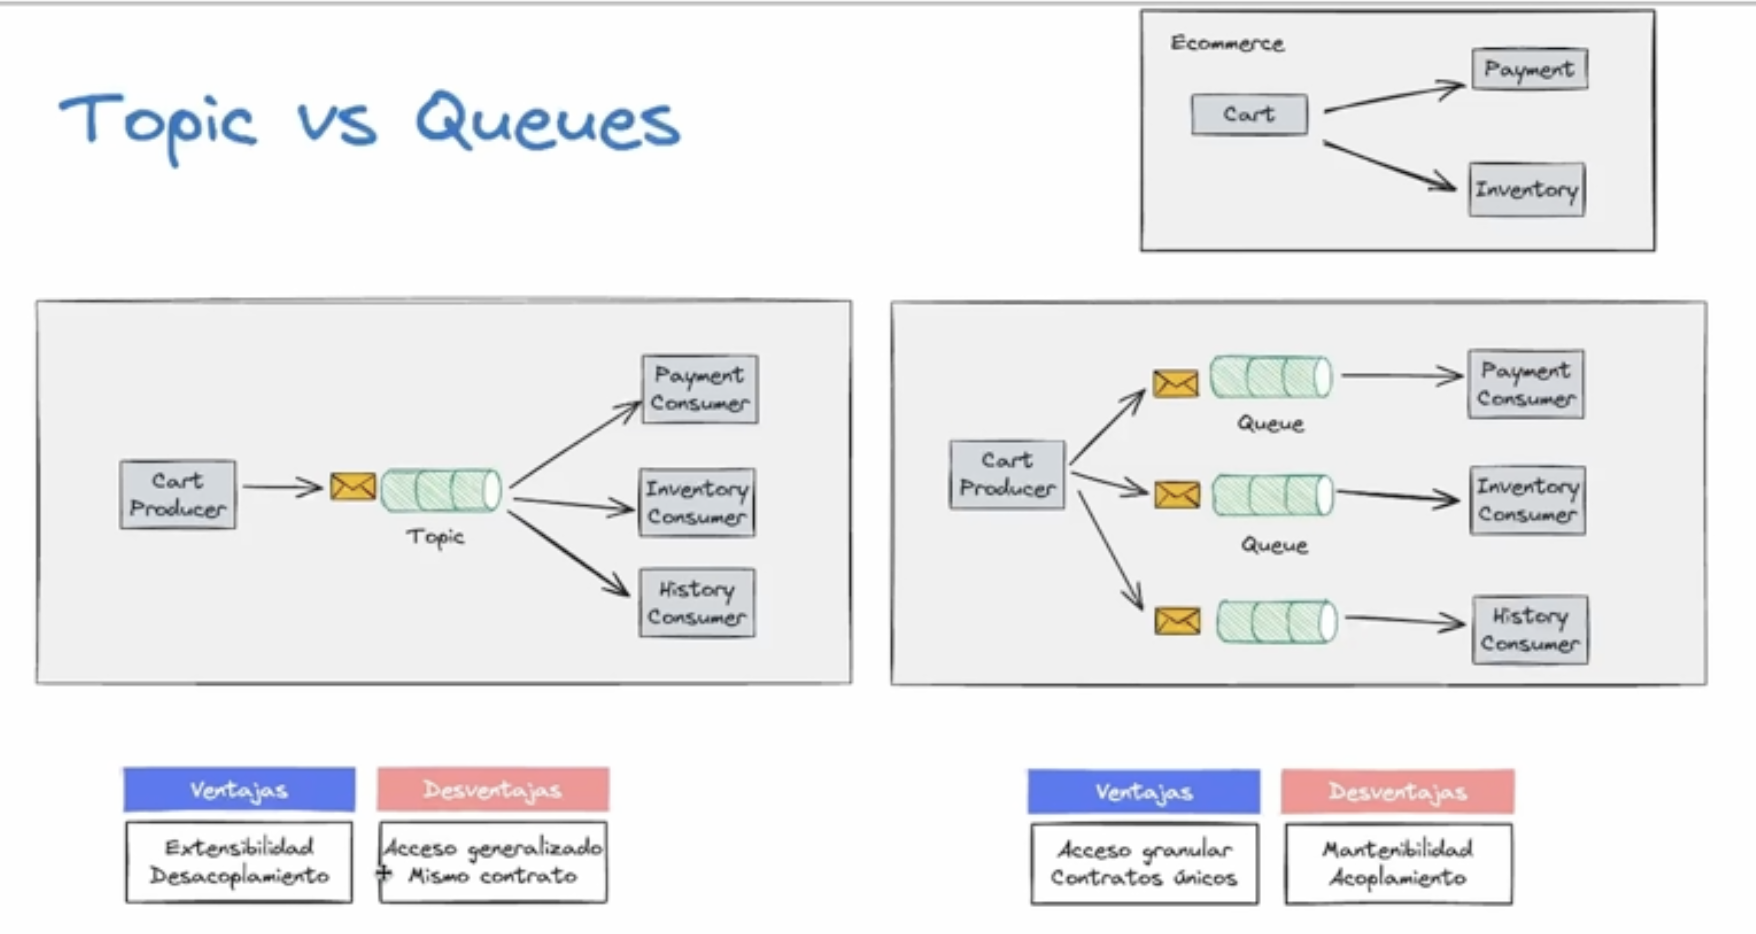 Topic vs Queues
Ecommerce
Cart
Payment
Inventory
Cart
Producer
Topic
Payment
Consumer
Inventory
Consumer
History
Consumer
Cart
Producer
Queue
Queue
Payment
Consumer
Inventory
Consumer
History
Consumer
Ventajas
Extensibilidad
Desacoplamiento
Desventajas
Acceso generalizado
Mismo contrato
Ventajas
Acceso granular
Contratos únicos
Desventajas
Mantenibilidad
Acoplamiento